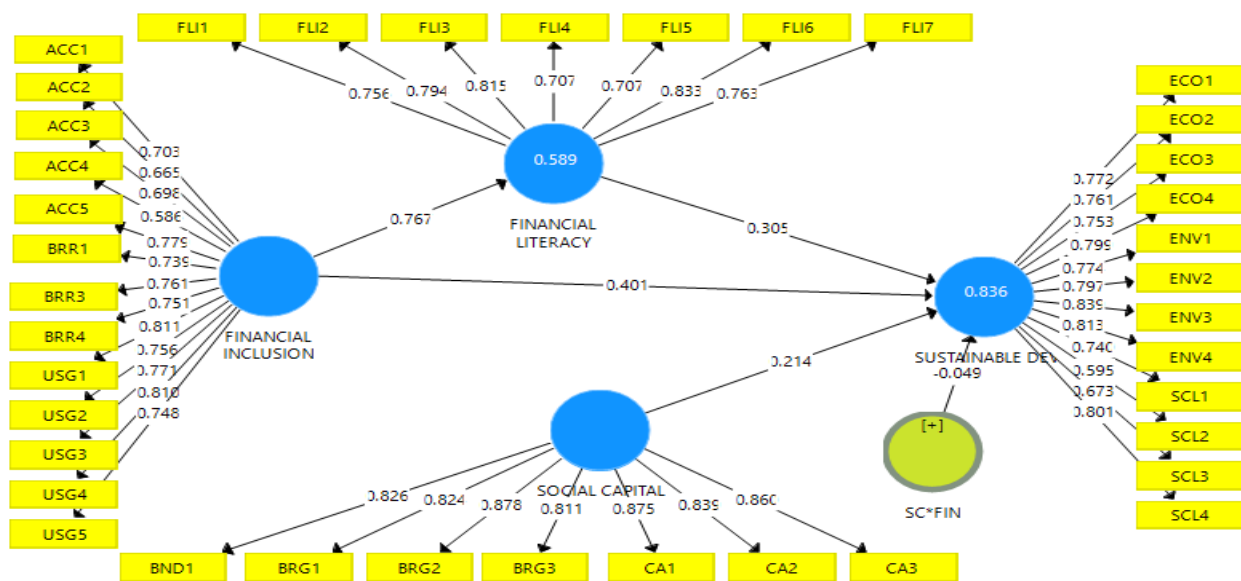 FLI1
FLI2
FLI3
FLI4
FLI5
FLI6
FLI7
0.756
0.794
0.815
0.707
0.707
0.833
0.763
ACC1
ACC2
ACC3
ACC4
ACC5
BRR1
BRR3
BRR4
USG1
USG2
USG3
USG4
USG5
0.703
0.665
0.698
0.586
0.779
0.739
0.761
0.751
0.811
0.756
0.771
0.810
0.748
FINANCIAL
INCLUSION
0.589
FINANCIAL
LITERACY
0.767
0.305
0.401
0.214
0.836
SUSTAINABLE DEV
-0.049
[+]
SC*FIN
ECO1
ECO2
ECO3
ECO4
ENV1
ENV2
ENV3
ENV4
SCL1
SCL2
SCL3
SCL4
0.772
0.761
0.753
0.799
0.774
0.797
0.839
0.813
0.740
0.595
0.673
0.801
SOCIAL CAPITAL
0.826
0.824
0.878
0.811
0.875
0.839
0.860
BND1
BRG1
BRG2
BRG3
CA1
CA2
CA3